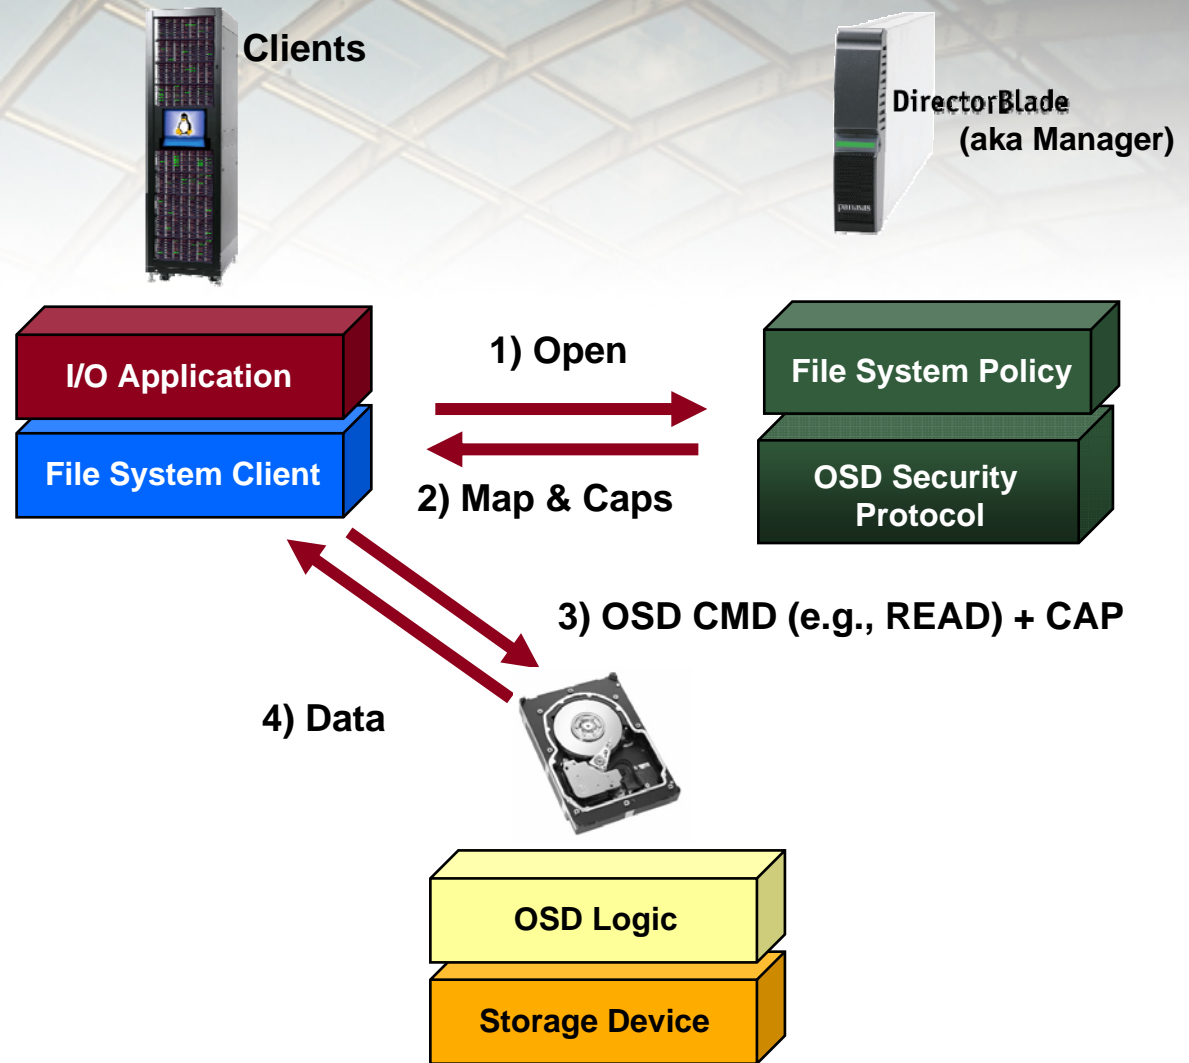 Clients
DirectorBlade
(aka Manager)
panasas
I/O Application
File System Client
1) Open
2) Map & Caps
File System Policy
OSD Security
Protocol
3) OSD CMD (e.g., READ) + CAP
4) Data
OSD Logic
Storage Device